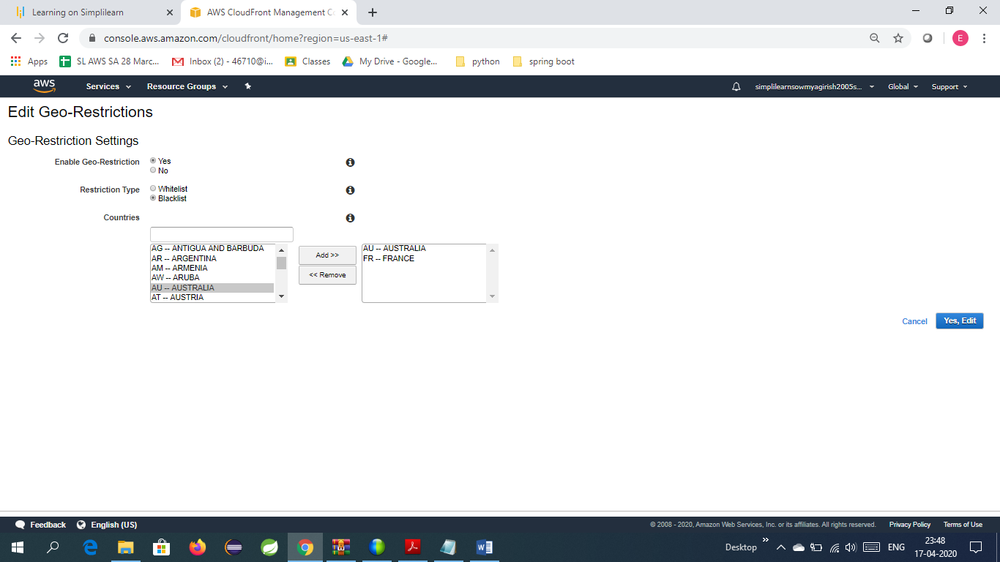 Learning on Simplilearn
AWS CloudFront Management Co
console.aws.amazon.com/cloudfront/home?region=us-east-1#
E
Apps
SL AWS SA 28 Marc...
Inbox (2) - 46710@i...
Classes
My Drive - Google...
python
spring boot
aws
Services
Resource Groups
simplilearnsowmyagirish2005s...
Global
Support
Edit Geo-Restrictions
Geo-Restriction Settings
Enable Geo-Restriction
Yes
No
Restriction Type
Whitelist
Blacklist
Countries
AG -- ANTIGUA AND BARBUDA
AR -- ARGENTINA
AM -- ARMENIA
AW -- ARUBA
AU -- AUSTRALIA
AT -- AUSTRIA
Add >>
<< Remove
AU -- AUSTRALIA
FR -- FRANCE
Cancel
Yes, Edit
Feedback
English (US)
© 2008 - 2020, Amazon Web Services, Inc. or its affiliates. All rights reserved.
Privacy Policy
Terms of Use
Desktop
ENG
23:48
17-04-2020